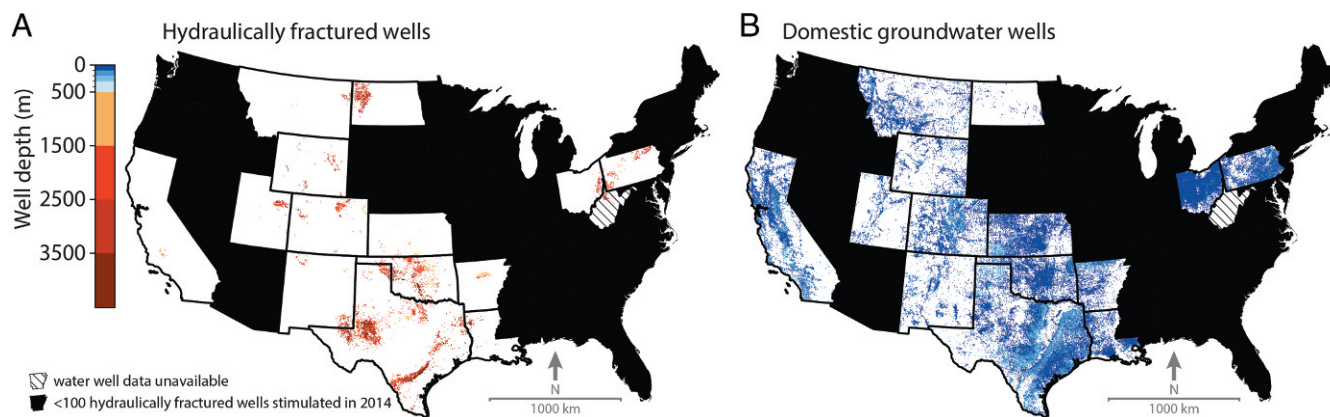 A
Hydraulically fractured wells
B
Domestic groundwater wells
Well depth (m)
0
500
1500
2500
3500
water well data unavailable
<100 hydraulically fractured wells stimulated in 2014
N
1000 km
N
1000 km